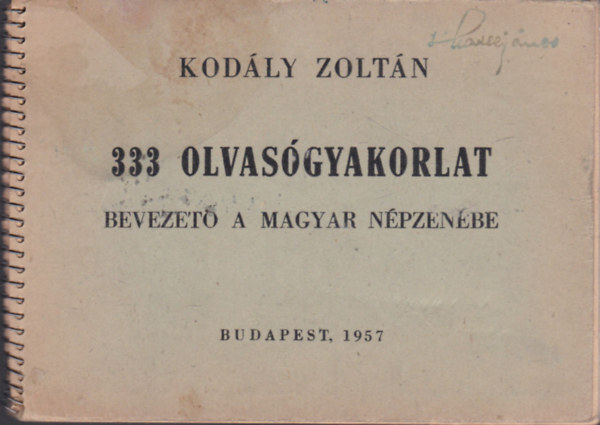 KODÁLY ZOLTÁN
333 OLVASÓGYAKORLAT
BEVEZETŐ A MAGYAR NÉPZENÉBE
BUDAPEST, 1957